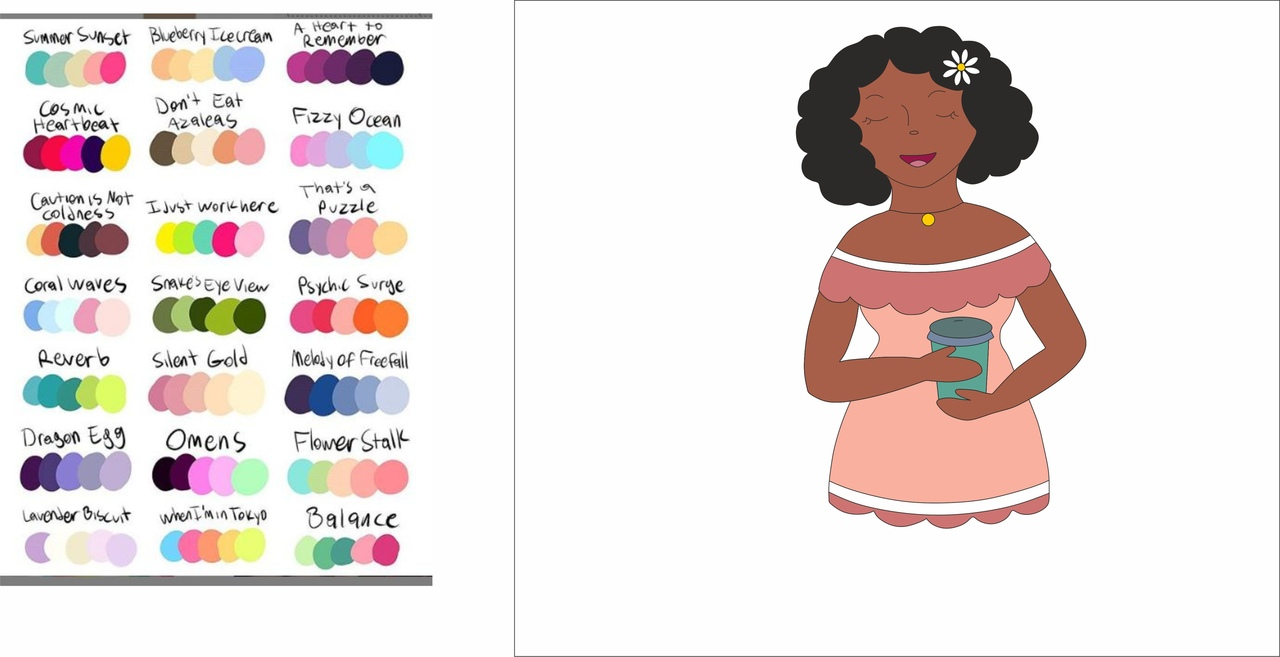 Summer Sunset
Blueberry Icecream
A Heart to
Remember
Cosmic
Heartbeat
Don't Eat
Azaleas
Fizzy Ocean
Caution is Not
coldness
I Just work here
That's a
Puzzle
Coral Waves
Snake's Eye View
Psychic Surge
Reverb
Silent Gold
Melody of Freefall
Dragon Egg
Omens
Flower Stalk
Lavender Biscuit
When I'm in Tokyo
Balance